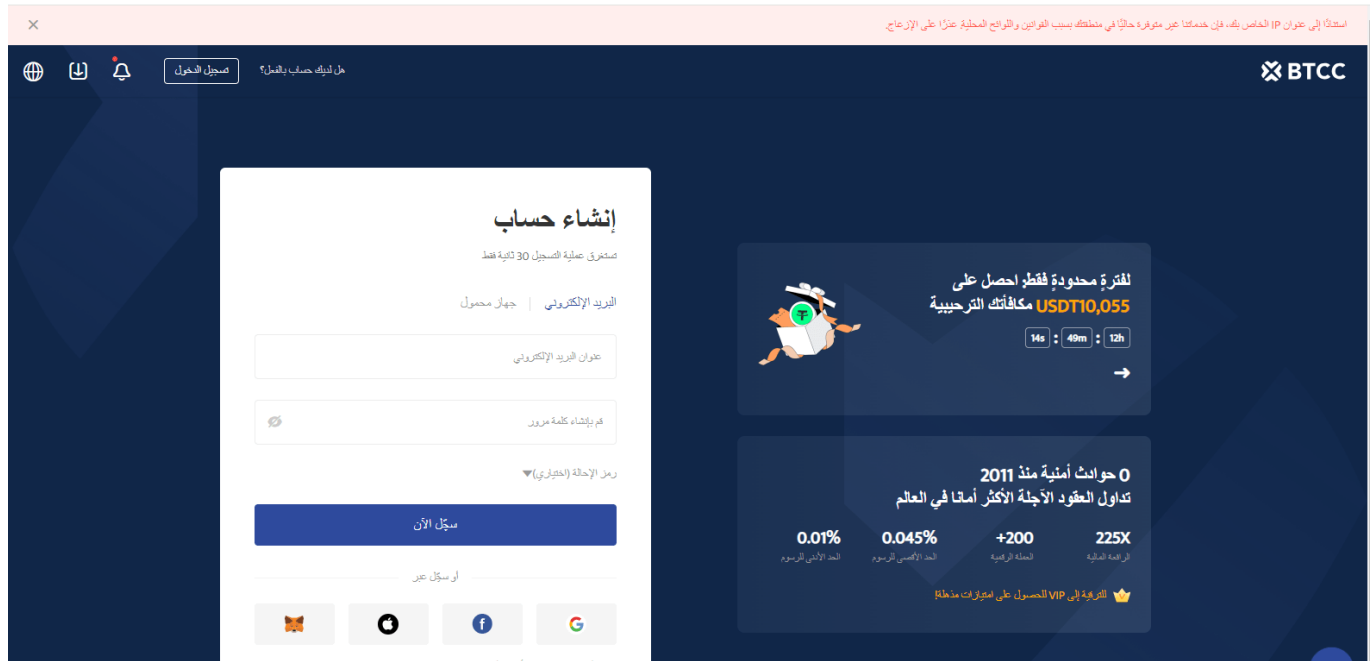 استنادًا إلى عنوان IP الخاص بك، فإن خدماتنا غير متوفرة حاليًا في منطقتك بسبب القوانين واللوائح المحلية. عذرًا على الإزعاج.
BTCC
هل لديك حساب بالفعل؟
تسجيل الدخول
إنشاء حساب
تستغرق عملية التسجيل 30 ثانية فقط
البريد الإلكتروني | جهاز محمول
عنوان البريد الإلكتروني
قم بإنشاء كلمة مرور
رمز الإحالة (اختياري)
سجّل الآن
أو سجّل عبر
لفترةٍ محدودةٍ فقط: احصل على
USDT10,055 مكافأتك الترحيبية
12h : 49m : 14s
0 حوادث أمنية منذ 2011
تداول العقود الآجلة الأكثر أمانا في العالم
225X
+200
0.045%
0.01%
الرافعة المالية
العملة الرقمية
الحد الأقصى للرسوم
الحد الأدنى للرسوم
للترقية إلى VIP للحصول على امتيازات مذهلة!